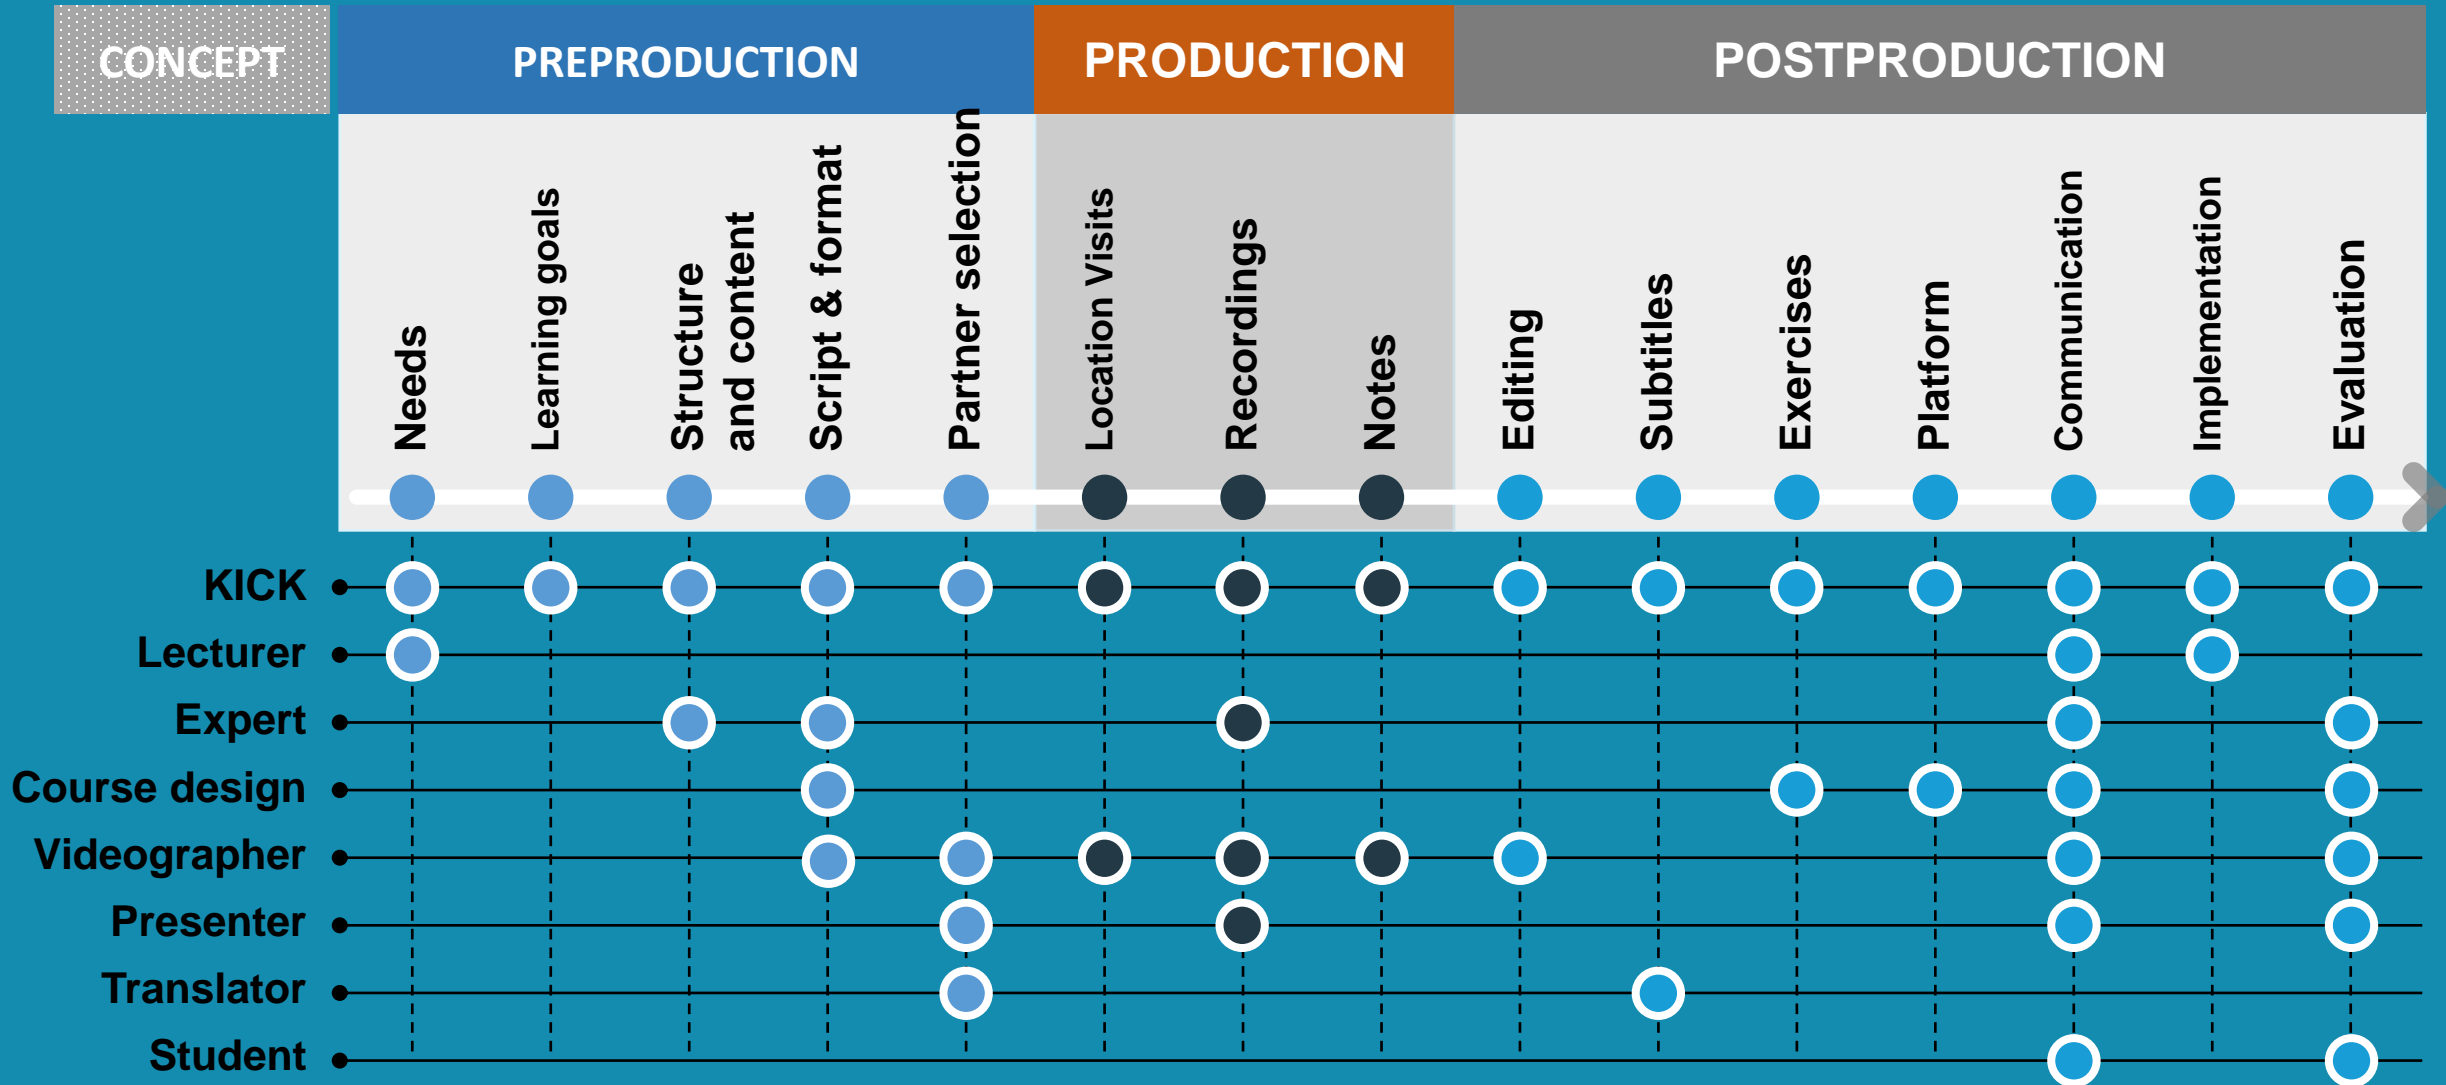 CONCEPT
PREPRODUCTION
PRODUCTION
POSTPRODUCTION
Needs
Learning goals
Structure
and content
Script & format
Partner selection
Location Visits
Recordings
Notes
Editing
Subtitles
Exercises
Platform
Communication
Implementation
Evaluation
KICK
Lecturer
Expert
Course design
Videographer
Presenter
Translator
Student